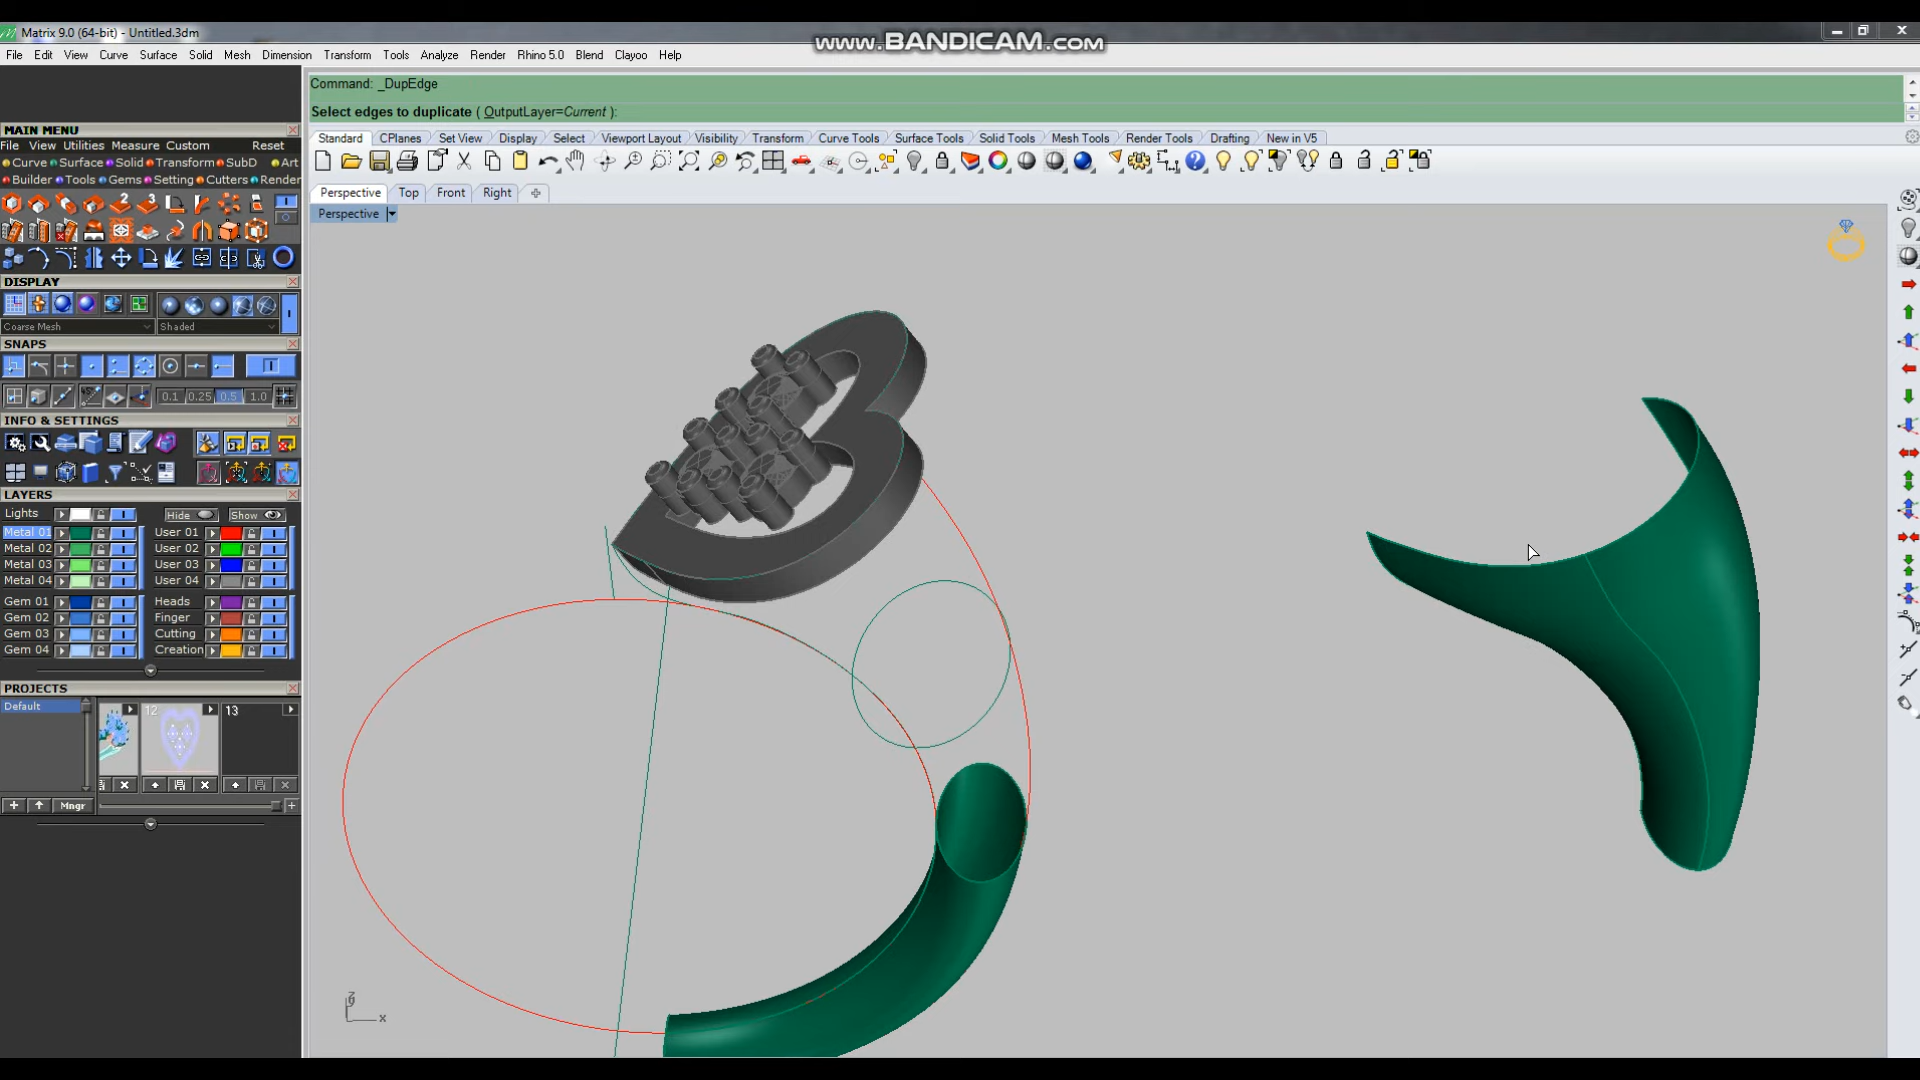 Matrix 9.0 (64-bit) - Untitled.3dm
www.BANDICAM.com
File Edit View Curve Surface Solid Mesh Dimension Transform Tools Analyze Render Rhino 5.0 Blend Clayoo Help
Command: _DupEdge
Select edges to duplicate ( OutputLayer=Current ):
MAIN MENU
File View Utilities Measure Custom Reset
Curve Surface Solid Transform SubD Art
Builder Tools Gems Setting Cutters Render
Standard CPlanes Set View Display Select Viewport Layout Visibility Transform Curve Tools Surface Tools Solid Tools Mesh Tools Render Tools Drafting New in V5
Perspective Top Front Right
Perspective
DISPLAY
Coarse Mesh Shaded
SNAPS
0.1 0.25 0.5 1.0
INFO & SETTINGS
LAYERS
Lights Hide Show
Metal 01 User 01
Metal 02 User 02
Metal 03 User 03
Metal 04 User 04
Gem 01 Heads
Gem 02 Finger
Gem 03 Cutting
Gem 04 Creation
PROJECTS
Default
12 13
Mngr
z
x